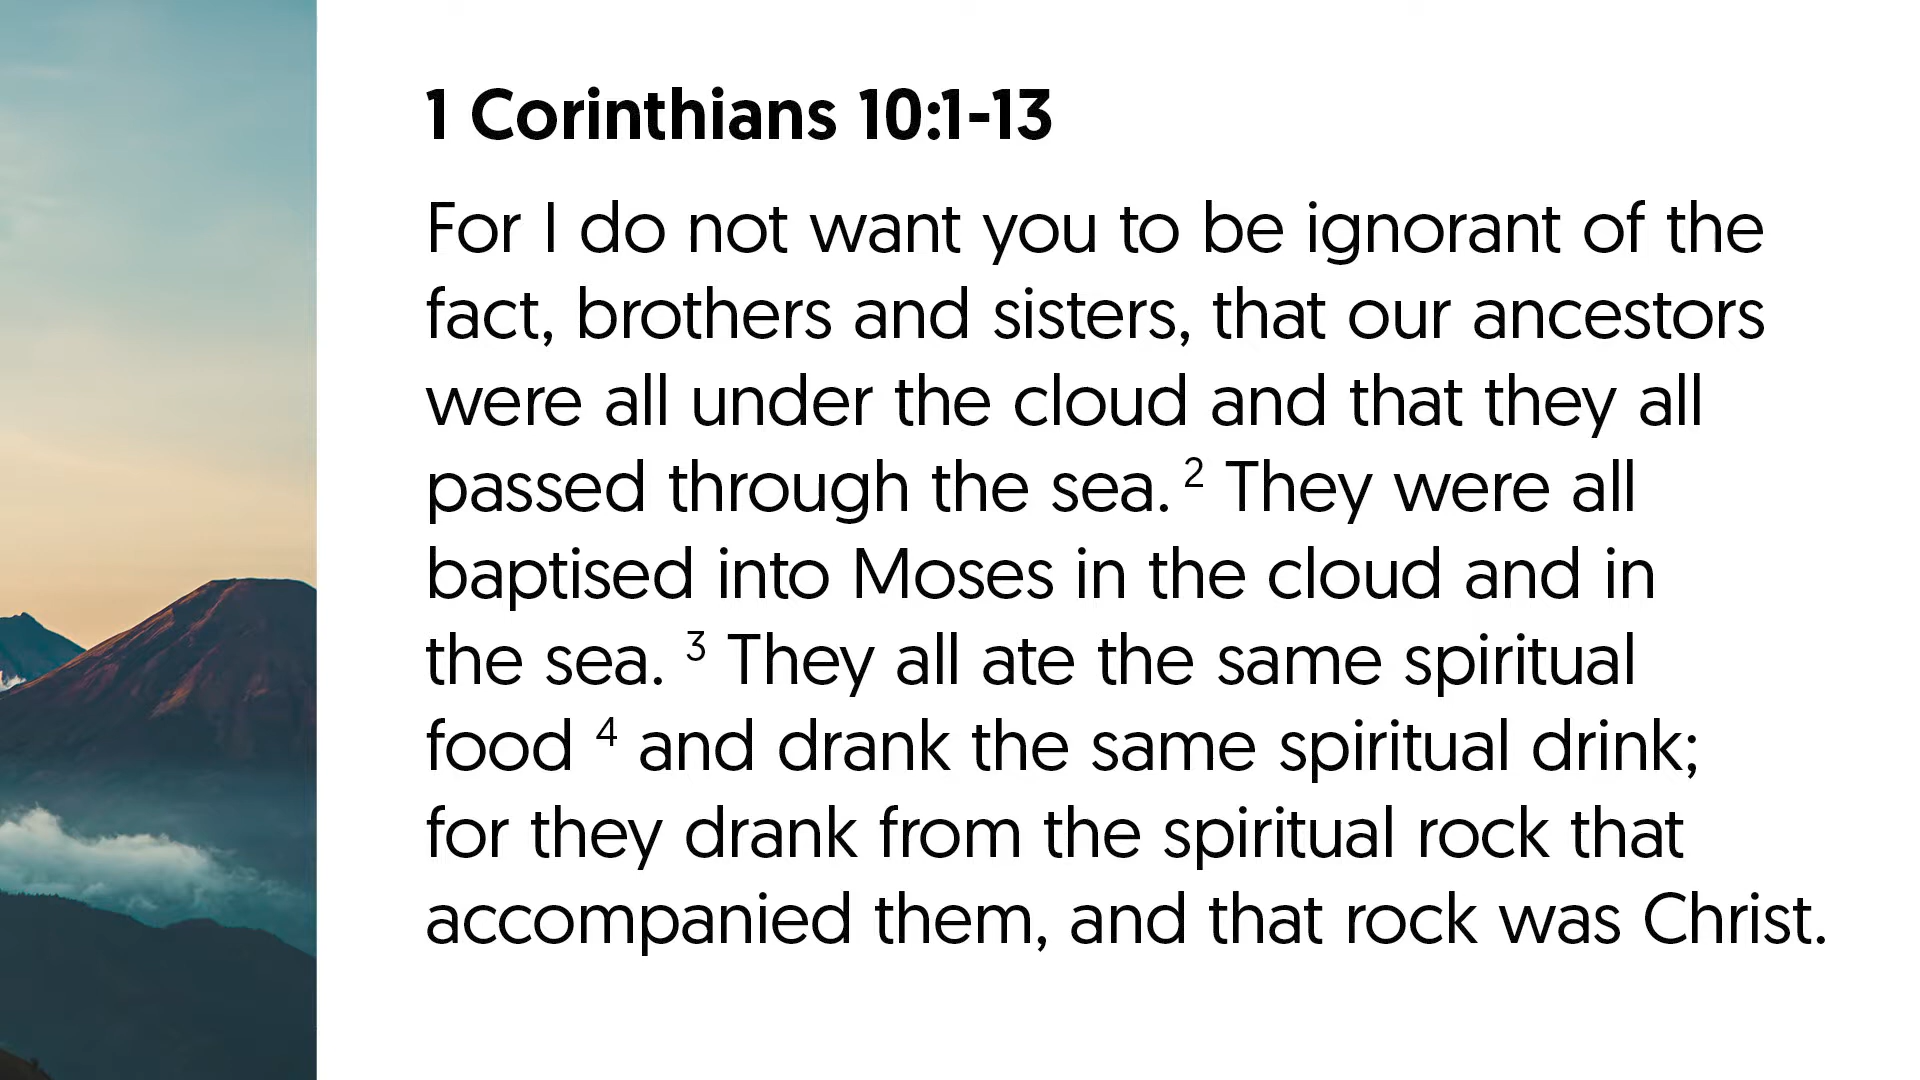 1 Corinthians 10:1-13
For I do not want you to be ignorant of the
fact, brothers and sisters, that our ancestors
were all under the cloud and that they all
passed through the sea. ² They were all
baptised into Moses in the cloud and in
the sea. ³ They all ate the same spiritual
food ⁴ and drank the same spiritual drink;
for they drank from the spiritual rock that
accompanied them, and that rock was Christ.